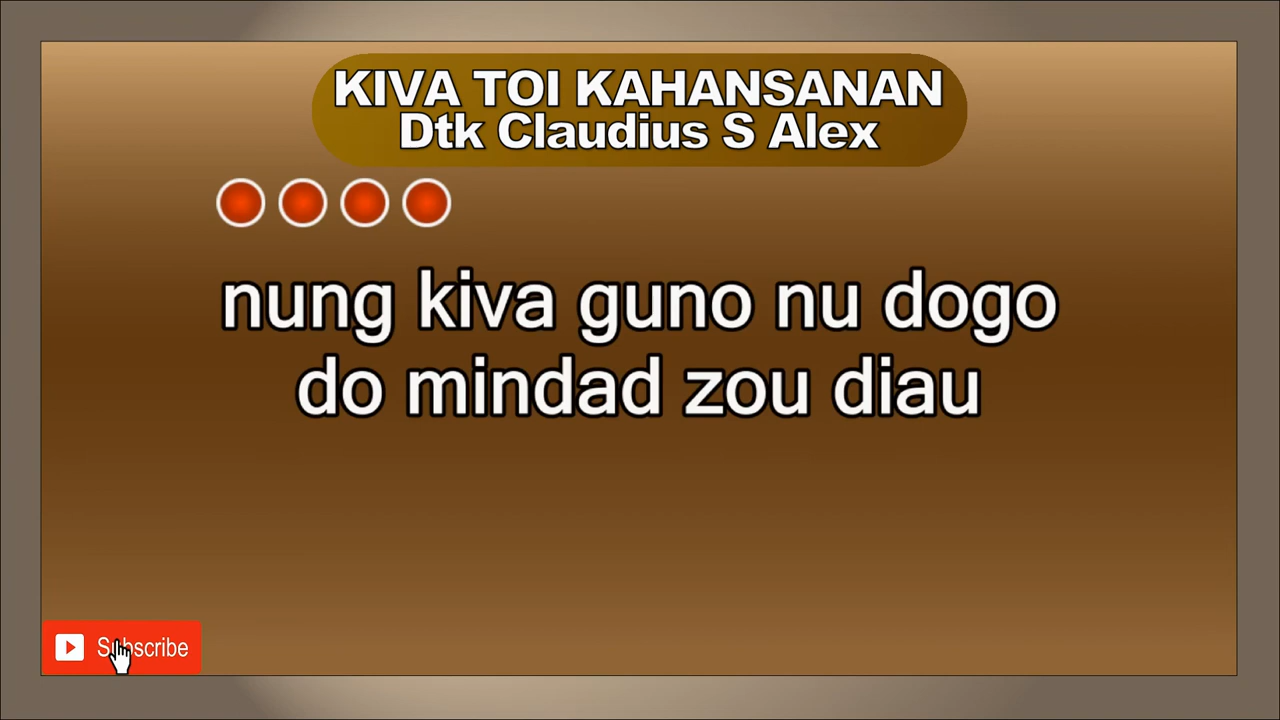 KIVA TOI KAHANSANAN
Dtk Claudius S Alex
nung kiva guno nu dogo
do mindad zou diau
Subscribe